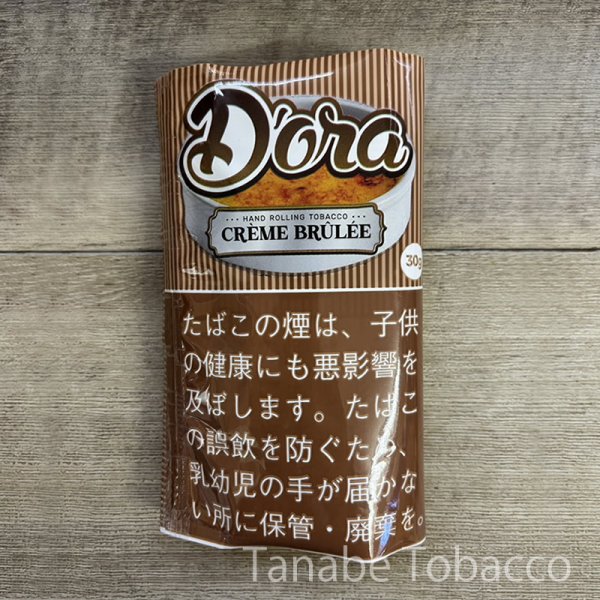 D'ora
HAND ROLLING TOBACCO
CRÈME BRÛLÉE
30g
たばこの煙は、子供
の健康にも悪影響を
及ぼします。たばこ
の誤飲を防ぐため、
乳幼児の手が届かな
い所に保管・廃棄を。
Tanabe Tobacco